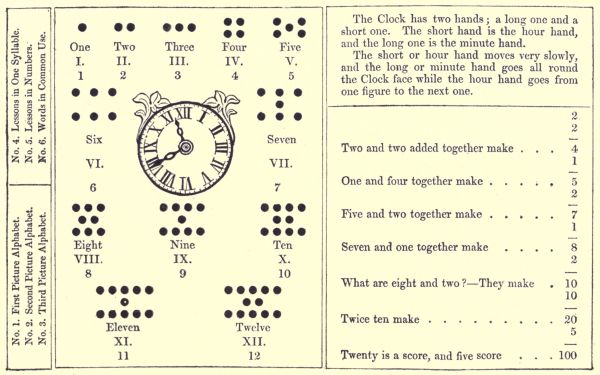 No. 4. Lessons in One Syllable.
No. 5. Lessons in Numbers.
No. 6. Words in Common Use.
No. 1. First Picture Alphabet.
No. 2. Second Picture Alphabet.
No. 3. Third Picture Alphabet.
One Two Three Four Five
I. II. III. IV. V.
1 2 3 4 5
Six Seven
VI. VII.
6 7
Eight Nine Ten
VIII. IX. X.
8 9 10
Eleven Twelve
XI. XII.
11 12
The Clock has two hands; a long one and a
short one. The short hand is the hour hand,
and the long one is the minute hand.
The short or hour hand moves very slowly,
and the long or minute hand goes all round
the Clock face while the hour hand goes from
one figure to the next one.
2
2
Two and two added together make . . . 4
1
One and four together make . . . . . 5
2
Five and two together make . . . . 7
1
Seven and one together make . . . . 8
2
What are eight and two?—They make . 10
10
Twice ten make . . . . . . . . . 20
5
Twenty is a score, and five score . . . 100